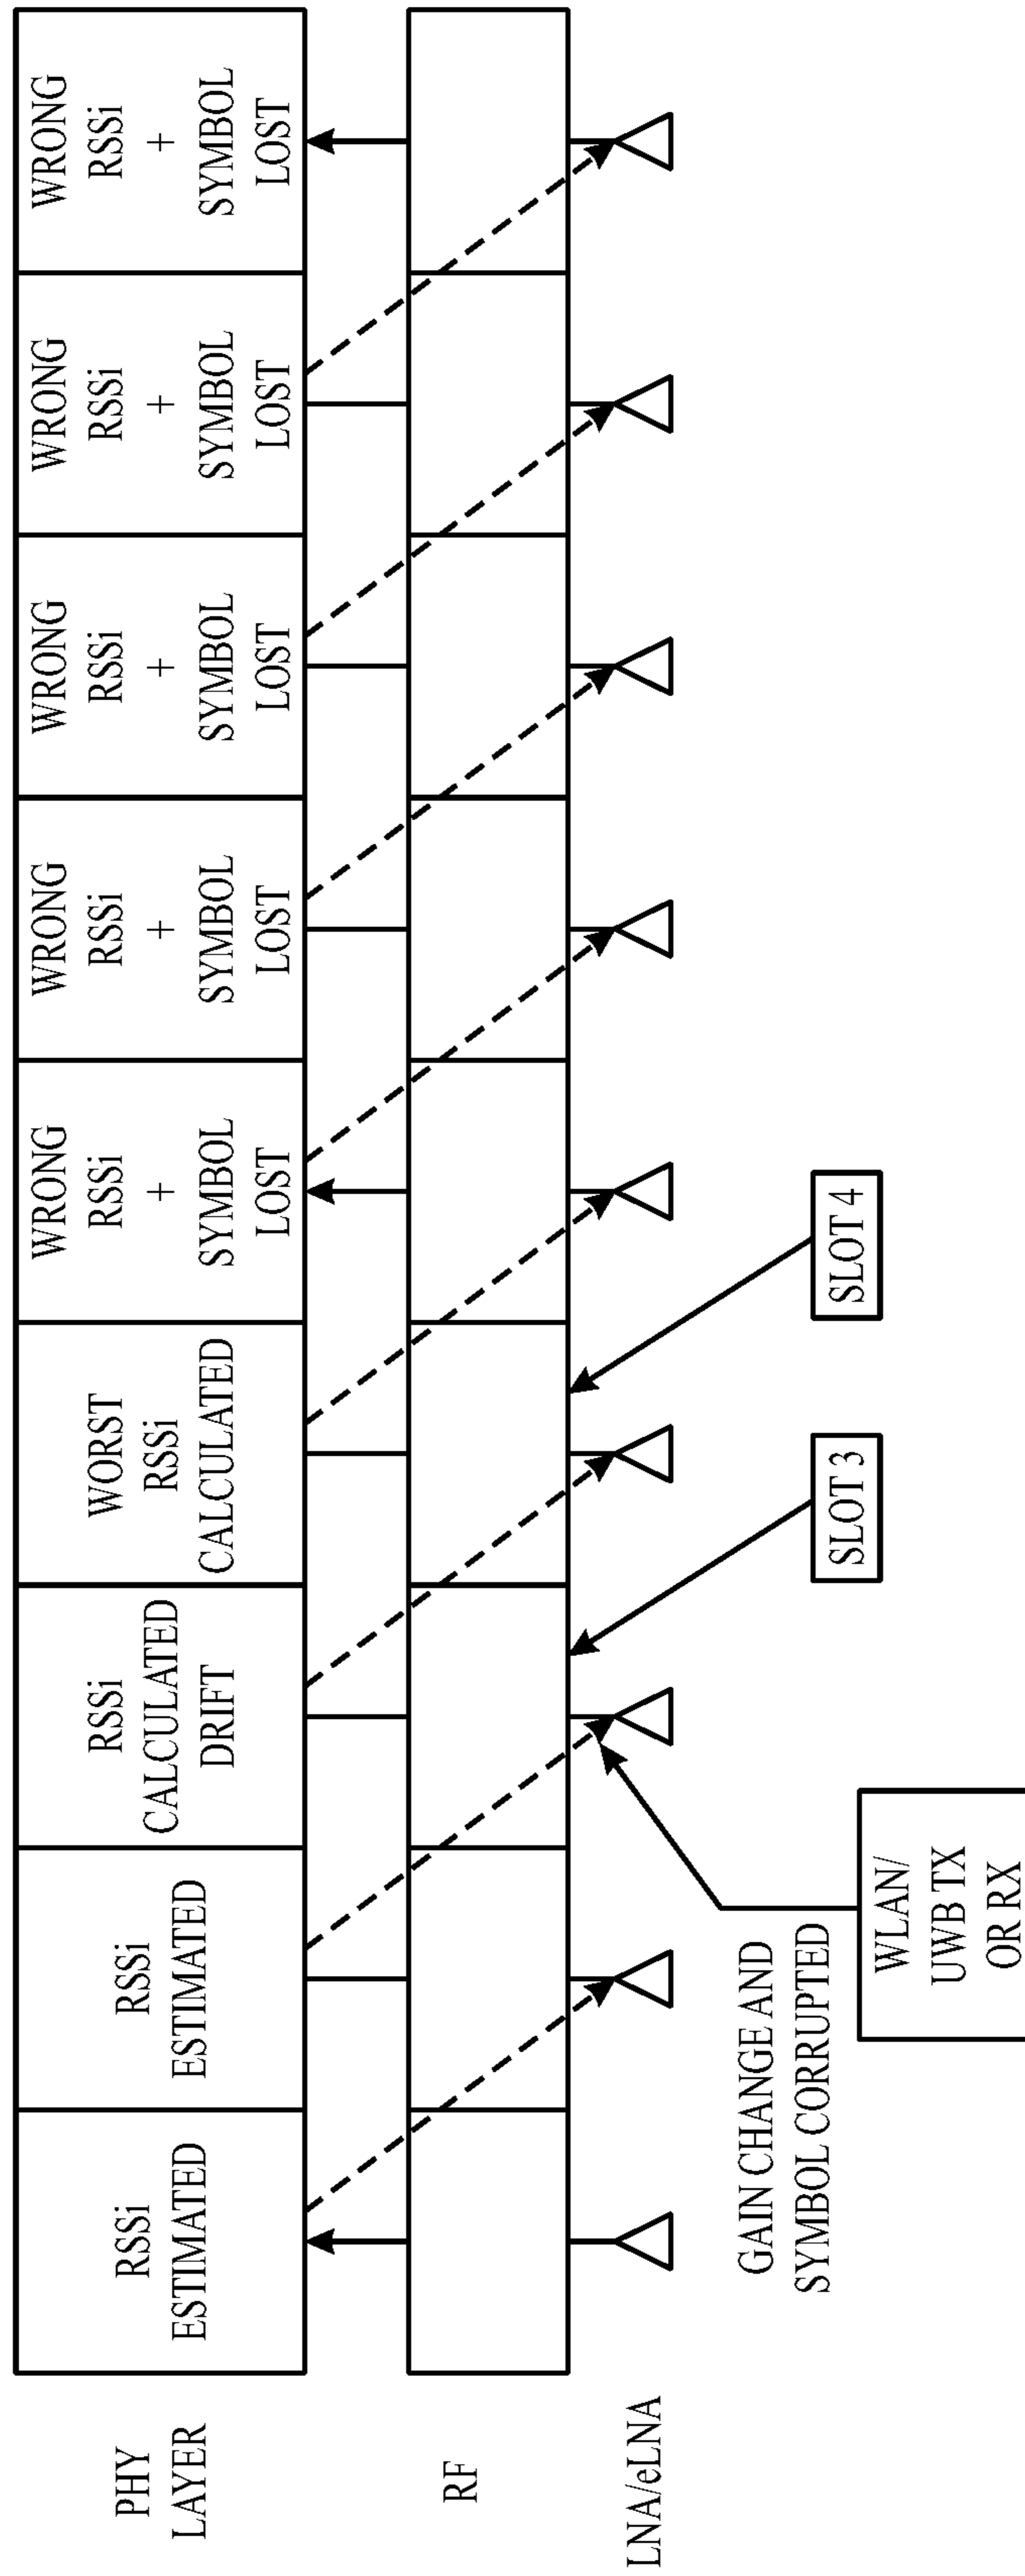 PHY
LAYER
RSSi
ESTIMATED
RSSi
ESTIMATED
RSSi
CALCULATED
DRIFT
WORST
RSSi
CALCULATED
WRONG
RSSi
+
SYMBOL
LOST
WRONG
RSSi
+
SYMBOL
LOST
WRONG
RSSi
+
SYMBOL
LOST
WRONG
RSSi
+
SYMBOL
LOST
WRONG
RSSi
+
SYMBOL
LOST
RF
LNA/eLNA
GAIN CHANGE AND
SYMBOL CORRUPTED
WLAN/
UWB TX
OR RX
SLOT 3
SLOT 4